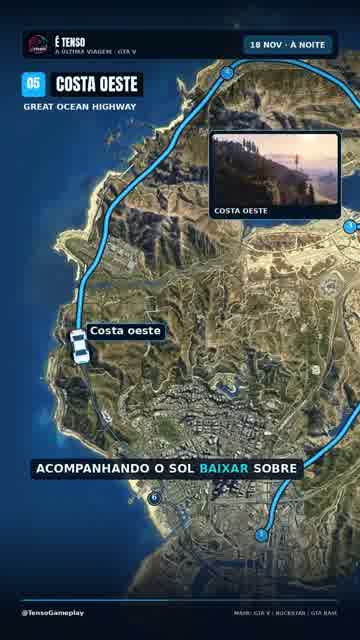 É TENSO
A ÚLTIMA VIAGEM · GTA V
18 NOV · À NOITE
05 COSTA OESTE
GREAT OCEAN HIGHWAY
COSTA OESTE
Costa oeste
ACOMPANHANDO O SOL BAIXAR SOBRE
6
@TensoGameplay
MAPA: GTA V / ROCKSTAR / GTA BASE